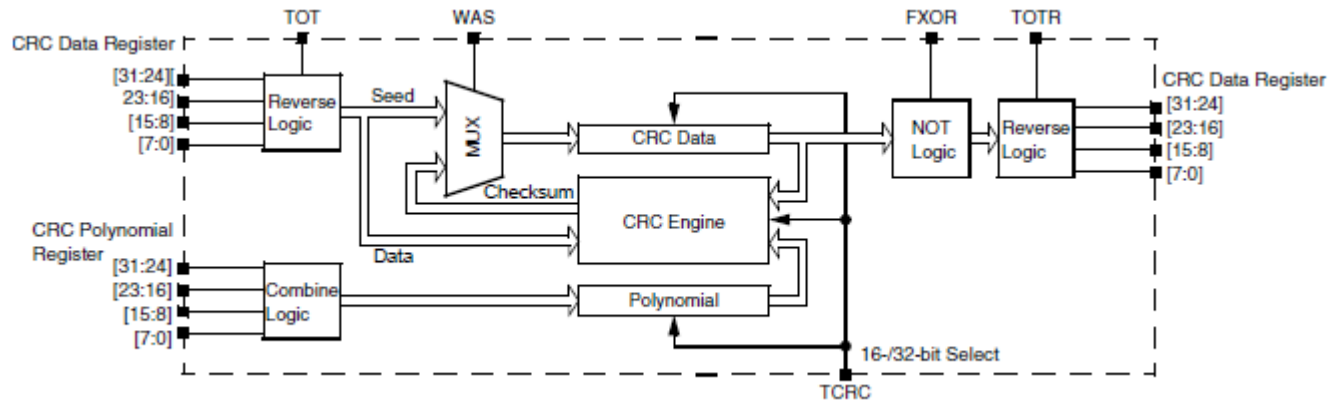 TOT WAS FXOR TOTR
CRC Data Register
[31:24][
23:16]
[15:8]
[7:0]
Reverse
Logic
Seed
MUX
CRC Data
NOT
Logic
Reverse
Logic
CRC Data Register
[31:24]
[23:16]
[15:8]
[7:0]
Checksum
CRC Engine
Data
CRC Polynomial
Register
[31:24]
[23:16]
[15:8]
[7:0]
Combine
Logic
Polynomial
16-/32-bit Select
TCRC